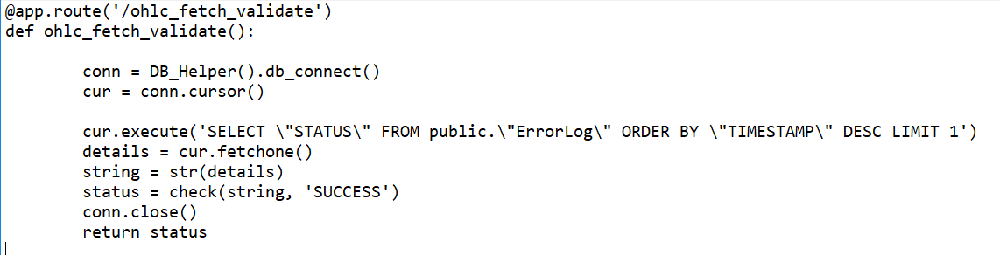 @app.route('/ohlc_fetch_validate')
def ohlc_fetch_validate():
conn = DB_Helper().db_connect()
cur = conn.cursor()
cur.execute('SELECT \"STATUS\" FROM public.\"ErrorLog\" ORDER BY \"TIMESTAMP\" DESC LIMIT 1')
details = cur.fetchone()
string = str(details)
status = check(string, 'SUCCESS')
conn.close()
return status